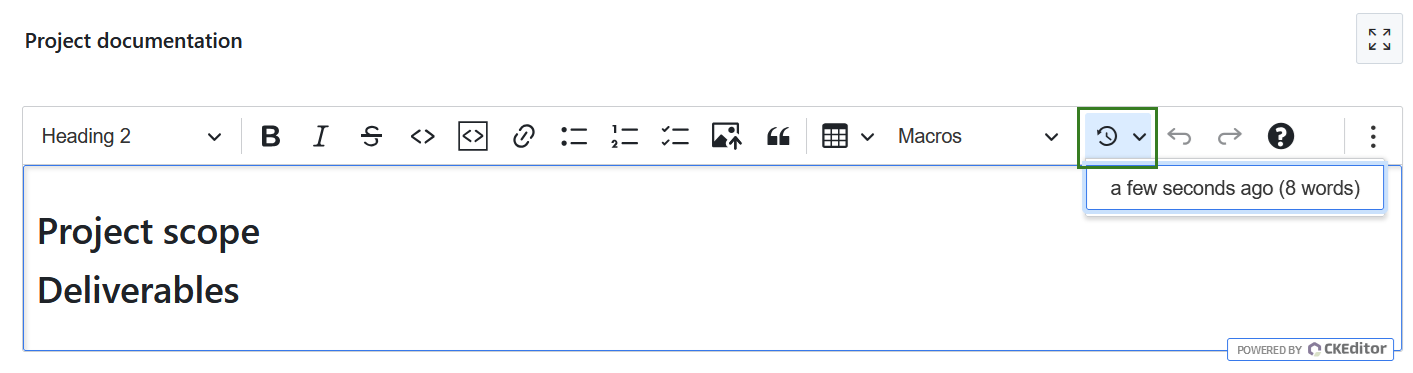 Project documentation
Heading 2
Macros
a few seconds ago (8 words)
Project scope
Deliverables
POWERED BY CKEditor